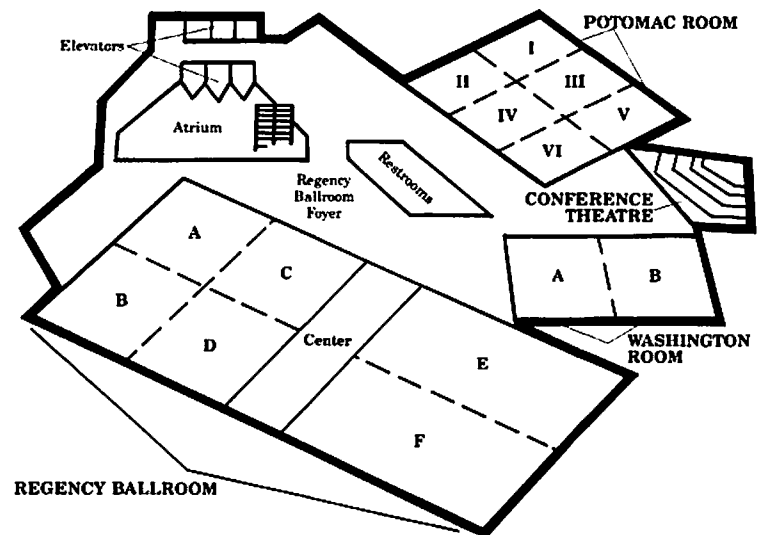 POTOMAC ROOM
Elevators
I
II
III
IV
V
VI
Atrium
Restrooms
Regency
Ballroom
Foyer
CONFERENCE
THEATRE
A
B
C
D
Center
E
F
A
B
WASHINGTON
ROOM
REGENCY BALLROOM